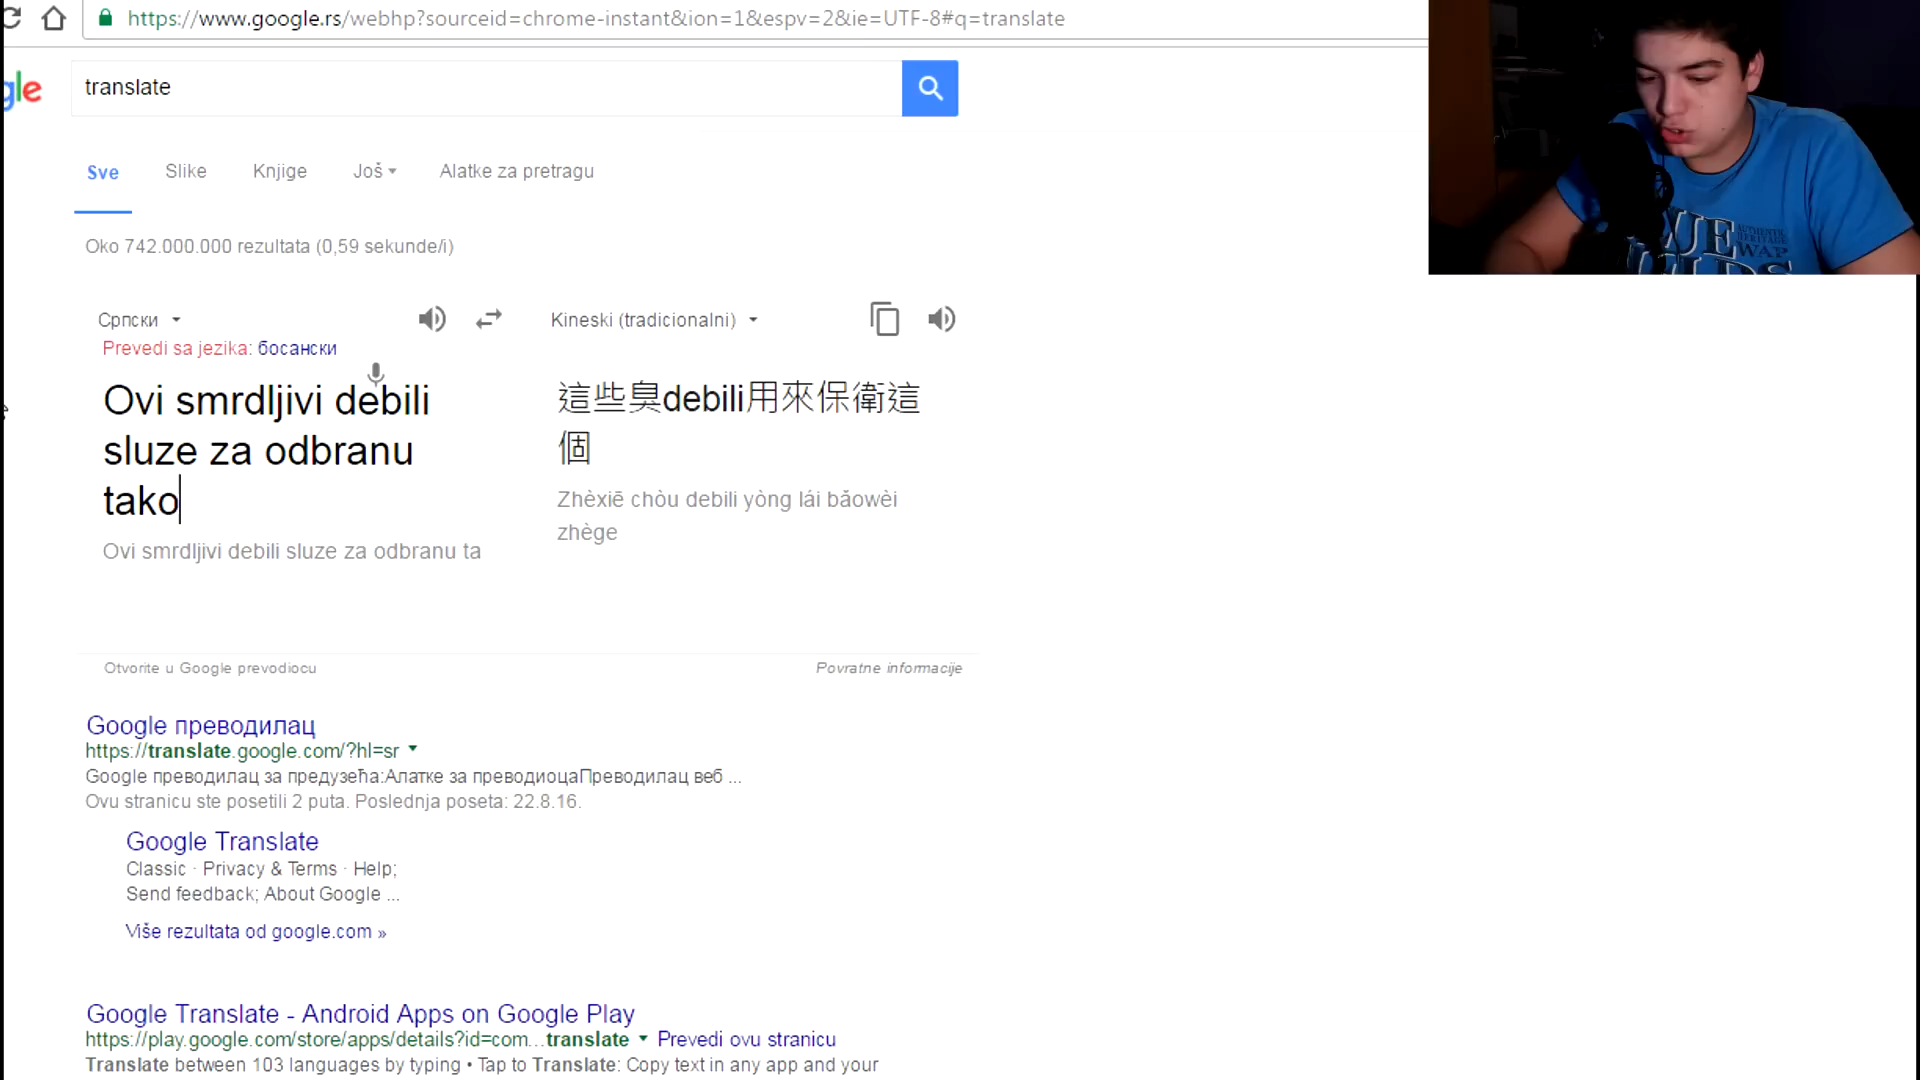 https://www.google.rs/webhp?sourceid=chrome-instant&ion=1&espv=2&ie=UTF-8#q=translate
gle
translate
Sve Slike Knjige Još Alatke za pretragu
Oko 742.000.000 rezultata (0,59 sekunde/i)
Српски Kineski (tradicionalni)
Prevedi sa jezika: босански
Ovi smrdljivi debili
sluze za odbranu
tako
Ovi smrdljivi debili sluze za odbranu ta
這些臭debili用來保衛這
個
Zhèxiē chòu debili yòng lái bǎowèi
zhège
Otvorite u Google prevodiocu Povratne informacije
Google преводилац
https://translate.google.com/?hl=sr
Google преводилац за предузећа:Алатке за преводиоцаПреводилац веб ...
Ovu stranicu ste posetili 2 puta. Poslednja poseta: 22.8.16.
Google Translate
Classic · Privacy & Terms · Help;
Send feedback; About Google ...
Više rezultata od google.com »
Google Translate - Android Apps on Google Play
https://play.google.com/store/apps/details?id=com...translate Prevedi ovu stranicu
Translate between 103 languages by typing • Tap to Translate: Copy text in any app and your
AUTHENTIC
HERITAGE
WAP